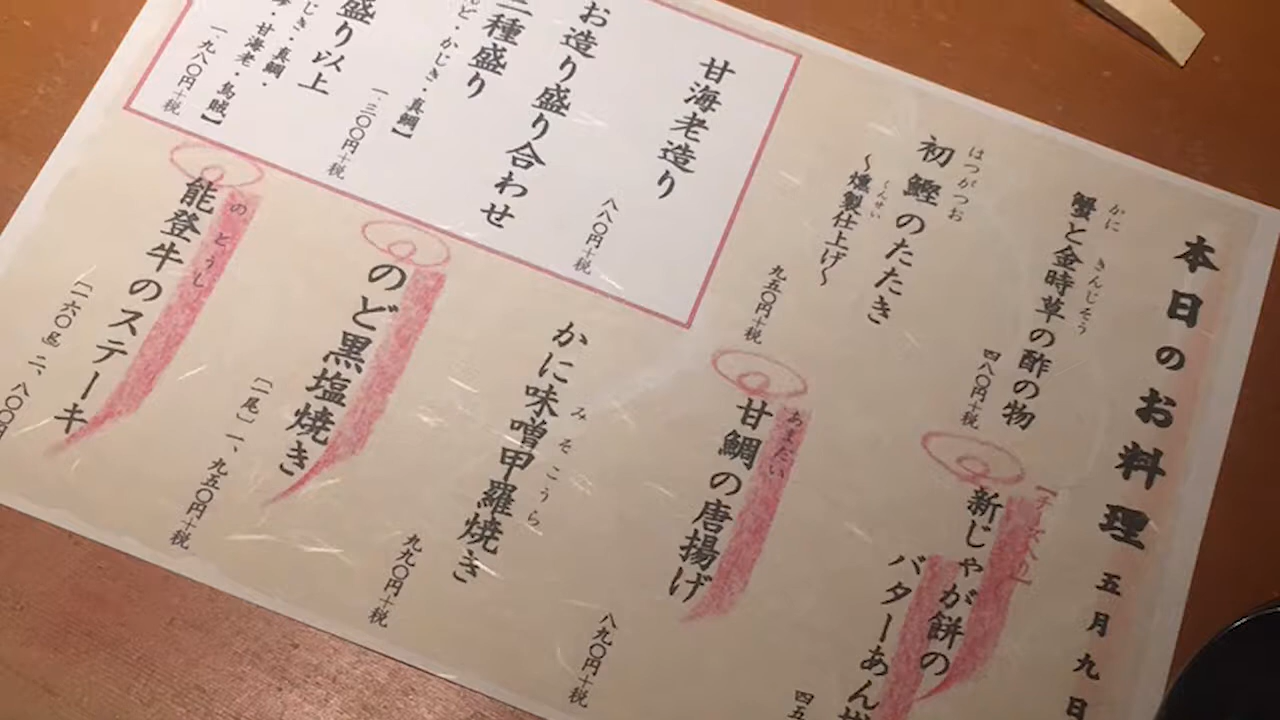 本日のお料理 五月九日
かに きんじそう
蟹と金時草の酢の物
四八〇円+税
【チーズ入り】
新じゃが餅の
バターあん
四五
はつがつお
初鰹のたたき
くんせい
〜燻製仕上げ〜
九五〇円+税
あまだい
甘鯛の唐揚げ
八九〇円+税
甘海老造り
八八〇円+税
お造り盛り合わせ
三種盛り
ど・かじき・真鯛】
一、三〇〇円+税
盛り以上
じき・真鯛・
・甘海老・烏賊】
一、九八〇円+税
みそこうら
かに味噌甲羅焼き
九九〇円+税
のど黒塩焼き
【一尾】一、九五〇円+税
のとうし
能登牛のステーキ
【一六〇g】二、八〇〇円